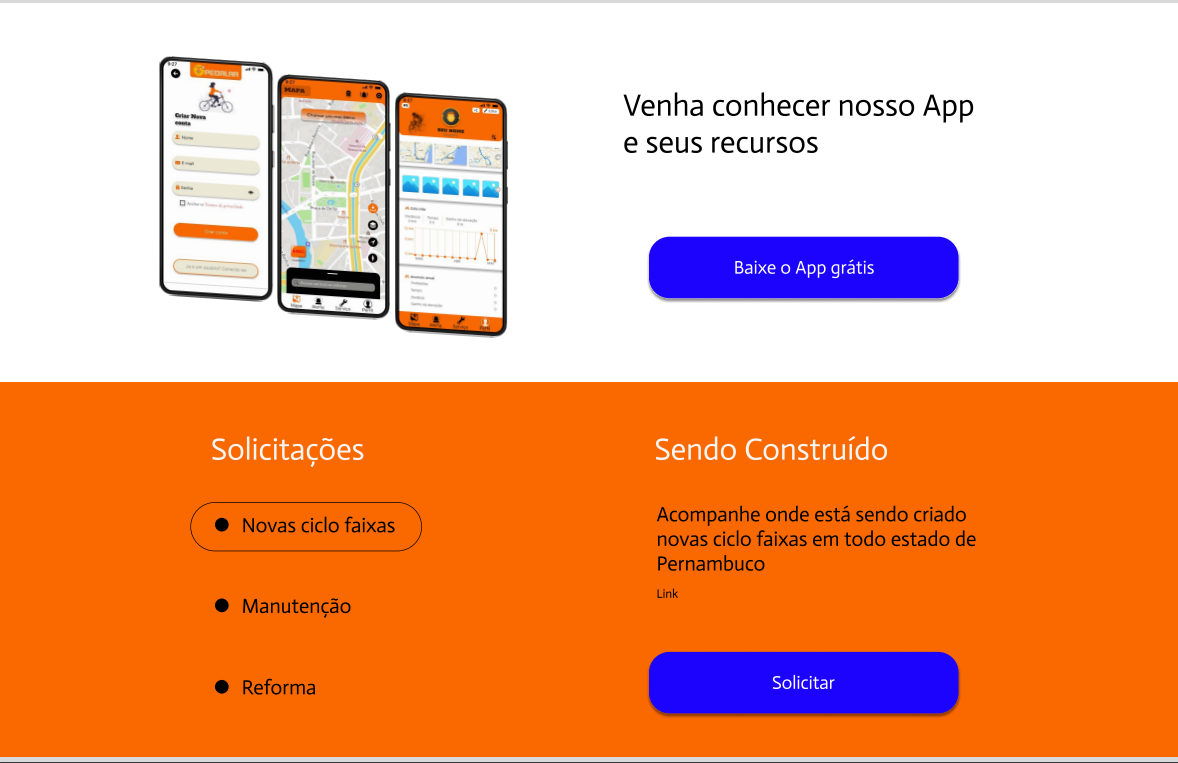 PEDALAR
Criar Nova
conta
Nome
E-mail
Senha
Criar conta
MAPA
SEU NOME
Venha conhecer nosso App
e seus recursos
Baixe o App grátis
Solicitações
Novas ciclo faixas
Manutenção
Reforma
Sendo Construído
Acompanhe onde está sendo criado
novas ciclo faixas em todo estado de
Pernambuco
Link
Solicitar